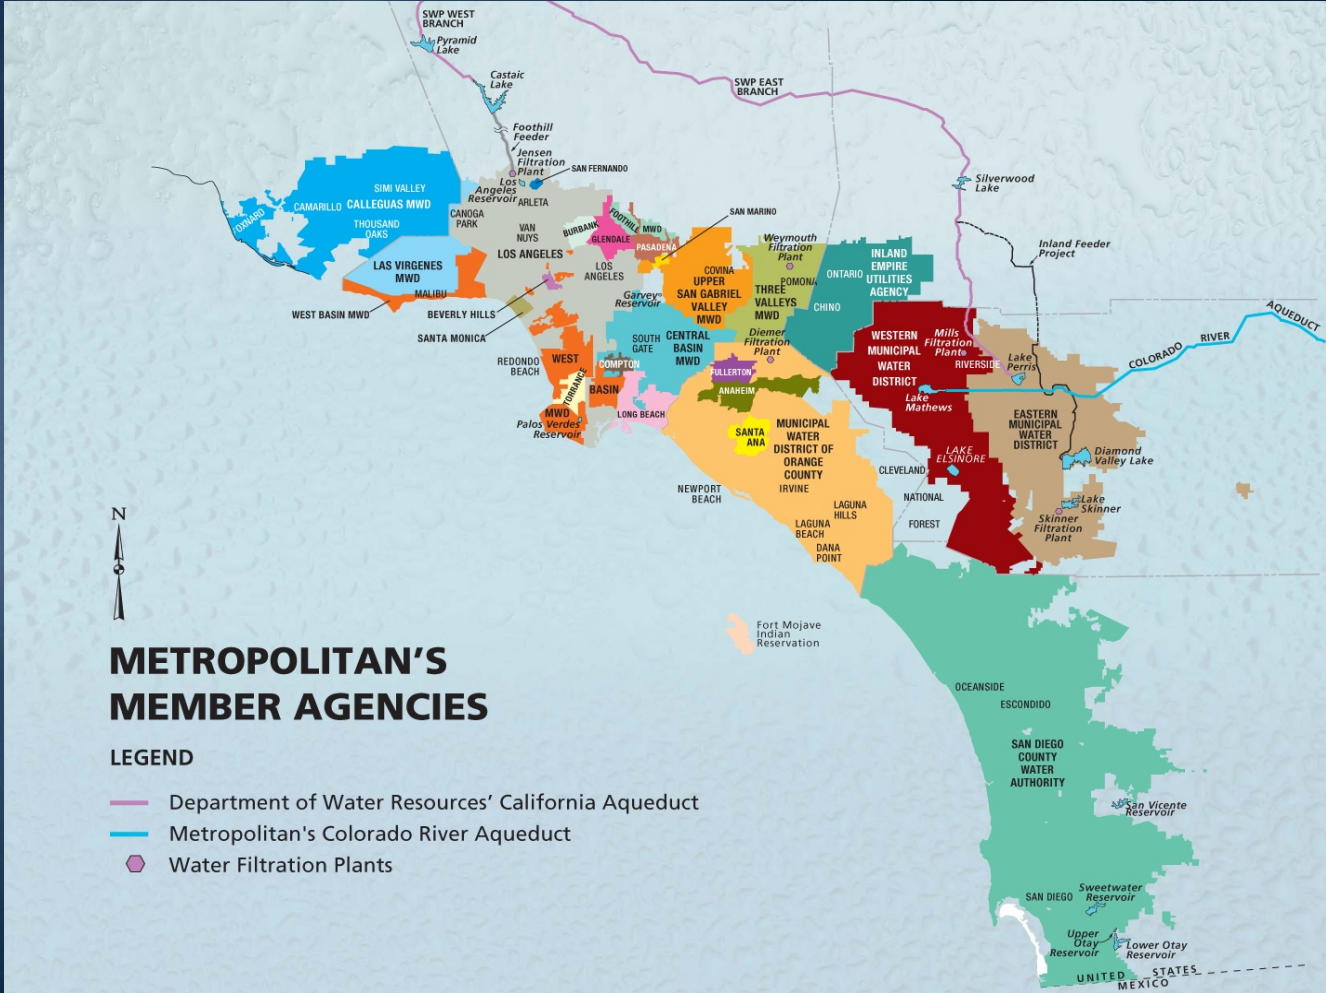 SWP WEST
BRANCH
Pyramid
Lake
Castaic
Lake
SWP EAST
BRANCH
Foothill
Feeder
Jensen
Filtration
Plant
SAN FERNANDO
Los
Angeles
Reservoir
ARLETA
Silverwood
Lake
SIMI VALLEY
CAMARILLO
CALLEGUAS MWD
OXNARD
THOUSAND
OAKS
CANOGA
PARK
VAN
NUYS
LOS ANGELES
BURBANK
GLENDALE
FOOTHILL
MWD
PASADENA
SAN MARINO
LOS
ANGELES
Weymouth
Filtration
Plant
Inland Feeder
Project
LAS VIRGENES
MWD
MALIBU
WEST BASIN MWD
BEVERLY HILLS
SANTA MONICA
Garvey
Reservoir
COVINA
UPPER
SAN GABRIEL
VALLEY
MWD
POMONA
THREE
VALLEYS
MWD
ONTARIO
INLAND
EMPIRE
UTILITIES
AGENCY
CHINO
AQUEDUCT
RIVER
COLORADO
SOUTH
GATE
CENTRAL
BASIN
MWD
Diemer
Filtration
Plant
WESTERN
MUNICIPAL
WATER
DISTRICT
Mills
Filtration
Plant
RIVERSIDE
Lake
Perris
REDONDO
BEACH
WEST
COMPTON
FULLERTON
TORRANCE
BASIN
ANAHEIM
Lake
Mathews
MWD
LONG BEACH
Palos Verdes
Reservoir
SANTA
ANA
MUNICIPAL
WATER
DISTRICT OF
ORANGE
COUNTY
EASTERN
MUNICIPAL
WATER
DISTRICT
LAKE
ELSINORE
Diamond
Valley Lake
CLEVELAND
NATIONAL
FOREST
NEWPORT
BEACH
IRVINE
LAGUNA
HILLS
LAGUNA
BEACH
DANA
POINT
Lake
Skinner
Skinner
Filtration
Plant
N
Fort Mojave
Indian
Reservation
METROPOLITAN'S
MEMBER AGENCIES
OCEANSIDE
ESCONDIDO
SAN DIEGO
COUNTY
WATER
AUTHORITY
San Vicente
Reservoir
LEGEND
Department of Water Resources' California Aqueduct
Metropolitan's Colorado River Aqueduct
Water Filtration Plants
SAN DIEGO
Sweetwater
Reservoir
Upper
Otay
Reservoir
Lower Otay
Reservoir
UNITED STATES
MEXICO